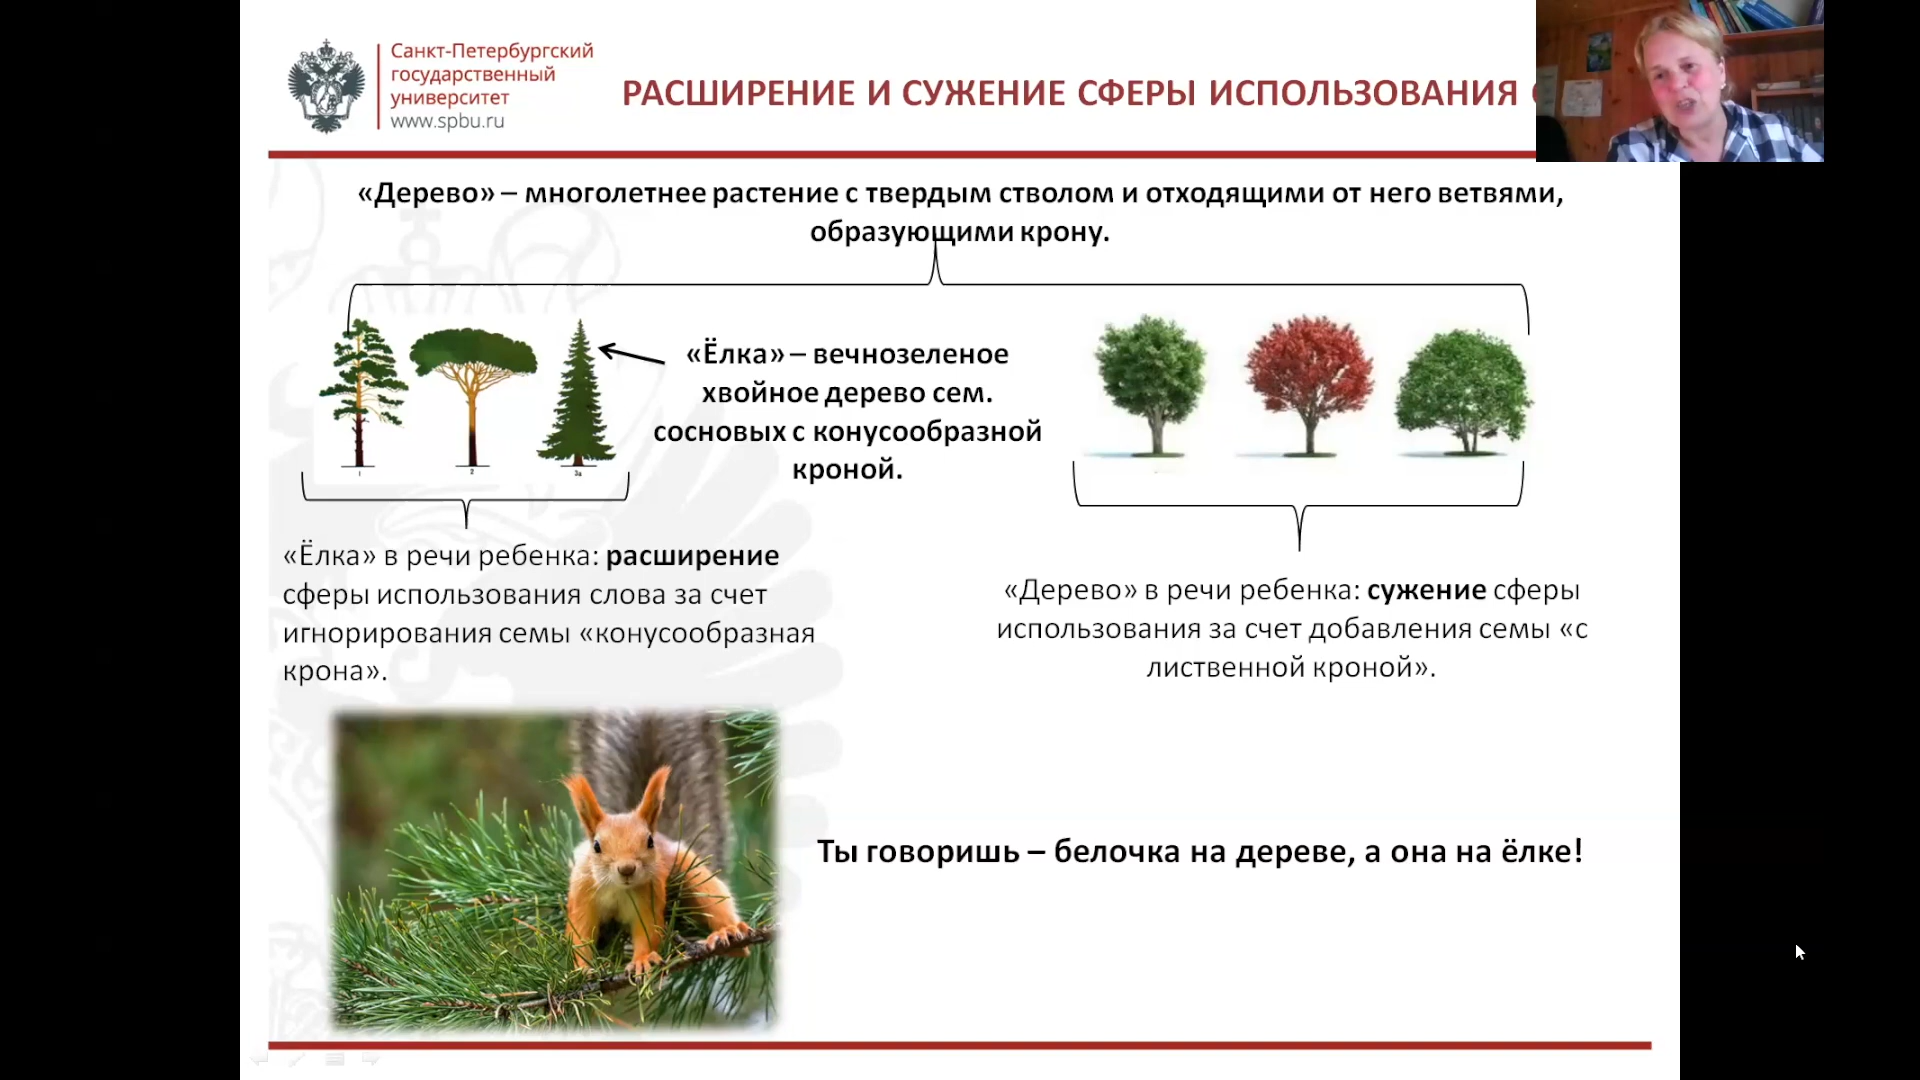 Санкт-Петербургский
государственный
университет
www.spbu.ru
РАСШИРЕНИЕ И СУЖЕНИЕ СФЕРЫ ИСПОЛЬЗОВАНИЯ
«Дерево» – многолетнее растение с твердым стволом и отходящими от него ветвями,
образующими крону.
«Ёлка» – вечнозеленое
хвойное дерево сем.
сосновых с конусообразной
кроной.
1
2
3а
«Ёлка» в речи ребенка: расширение
сферы использования слова за счет
игнорирования семы «конусообразная
крона».
«Дерево» в речи ребенка: сужение сферы
использования за счет добавления семы «с
лиственной кроной».
Ты говоришь – белочка на дереве, а она на ёлке!